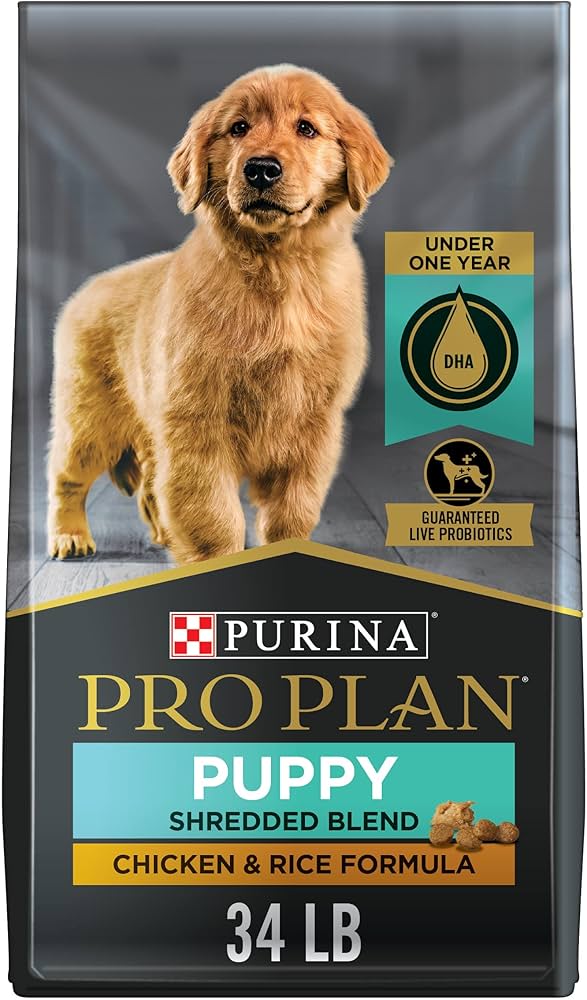 UNDER
ONE YEAR
DHA
GUARANTEED
LIVE PROBIOTICS
PURINA®
PRO PLAN®
PUPPY
SHREDDED BLEND
CHICKEN & RICE FORMULA
34 LB